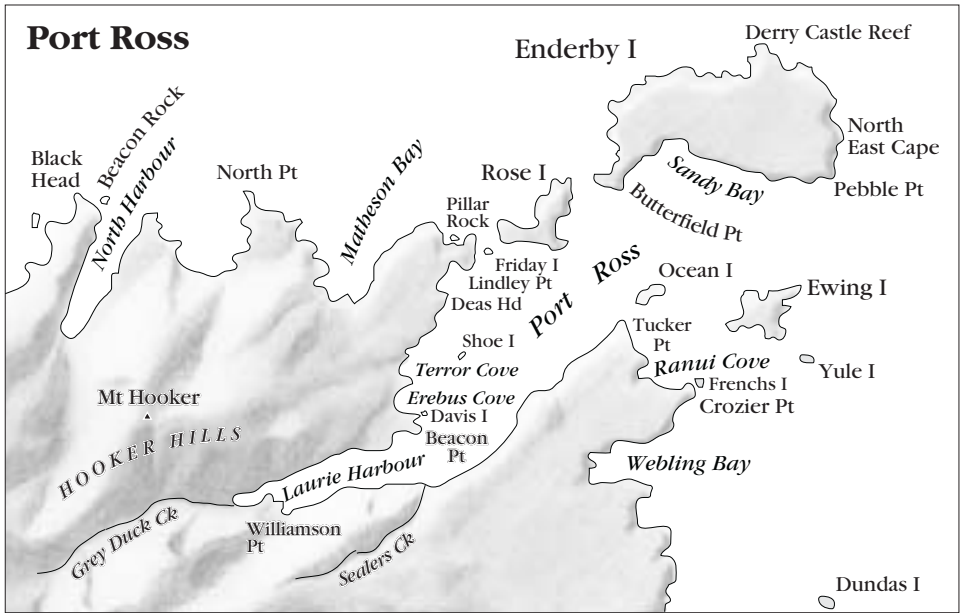 Port Ross
Derry Castle Reef
Enderby I
North
East Cape
Black
Head
Beacon Rock
North Harbour
North Pt
Matheson Bay
Rose I
Sandy Bay
Pebble Pt
Butterfield Pt
Pillar
Rock
Friday I
Lindley Pt
Deas Hd
Port Ross
Ocean I
Ewing I
Tucker
Pt
Shoe I
Terror Cove
Ranui Cove
Yule I
Frenchs I
Crozier Pt
Mt Hooker
Erebus Cove
Davis I
Beacon
Pt
HOOKER HILLS
Laurie Harbour
Webling Bay
Williamson
Pt
Grey Duck Ck
Sealers Ck
Dundas I